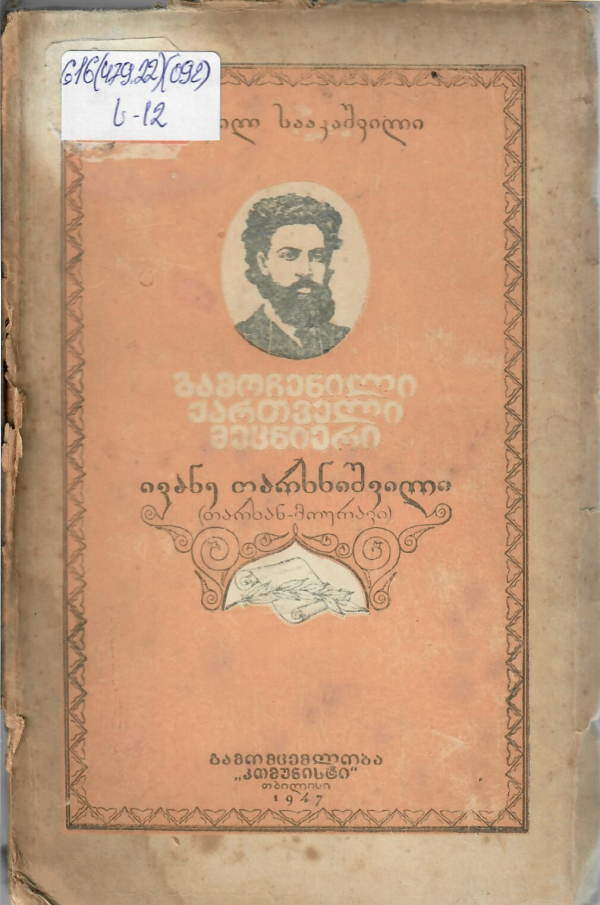 616(479.22)(092)
ს-12
სააკაშვილი
გამოჩენილი
ქართველი
მეცნიერი
ივანე თარხნიშვილი
(თარხან-მოურავი)
გამომცემლობა
„კომუნისტი“
თბილისი
1947